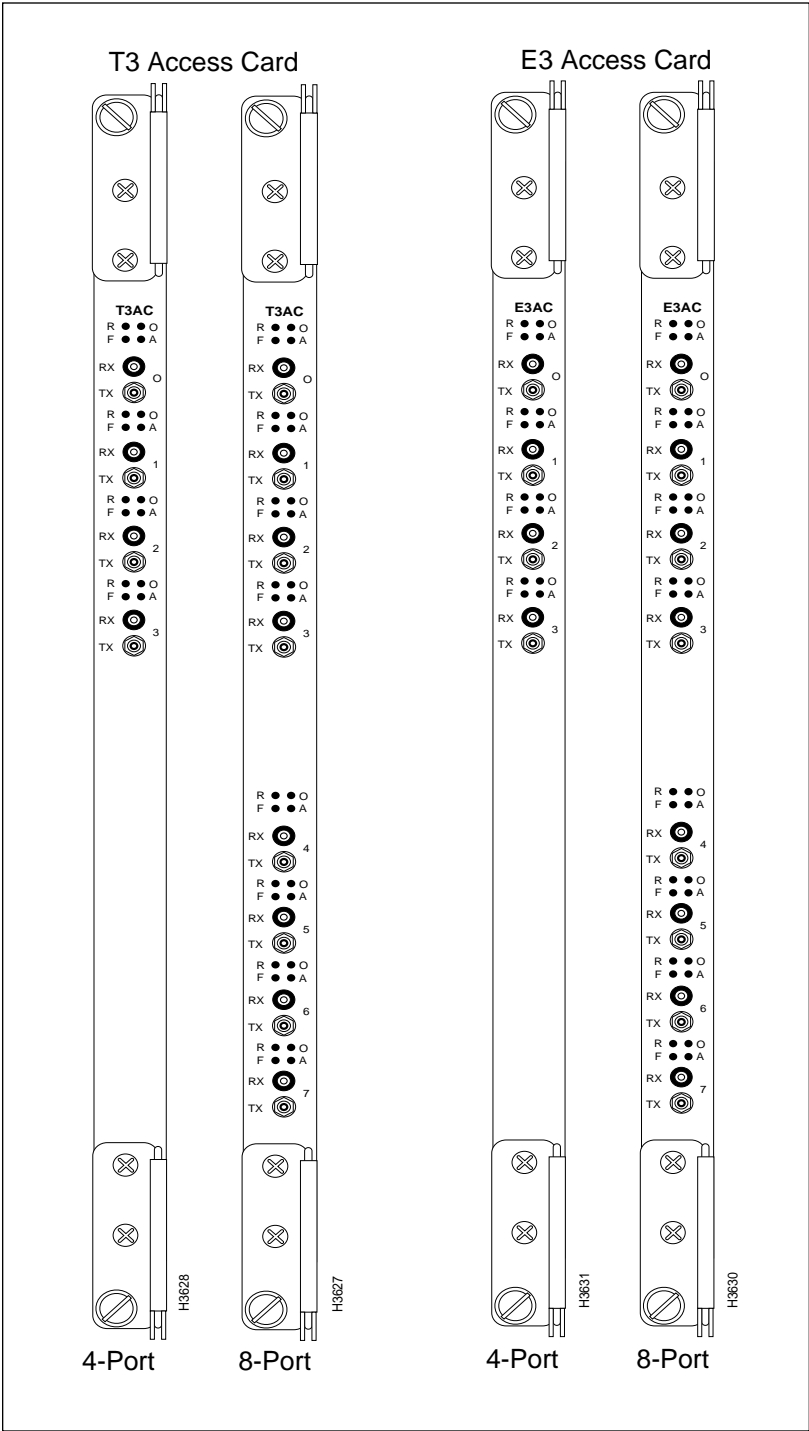 T3 Access Card
T3AC
R O
F A
RX
O
TX
R O
F A
RX
1
TX
R O
F A
RX
2
TX
R O
F A
RX
3
TX
H3628
4-Port
T3AC
R O
F A
RX
O
TX
R O
F A
RX
1
TX
R O
F A
RX
2
TX
R O
F A
RX
3
TX
R O
F A
RX
4
TX
R O
F A
RX
5
TX
R O
F A
RX
6
TX
R O
F A
RX
7
TX
H3627
8-Port
E3 Access Card
E3AC
R O
F A
RX
O
TX
R O
F A
RX
1
TX
R O
F A
RX
2
TX
R O
F A
RX
3
TX
H3631
4-Port
E3AC
R O
F A
RX
O
TX
R O
F A
RX
1
TX
R O
F A
RX
2
TX
R O
F A
RX
3
TX
R O
F A
RX
4
TX
R O
F A
RX
5
TX
R O
F A
RX
6
TX
R O
F A
RX
7
TX
H3630
8-Port